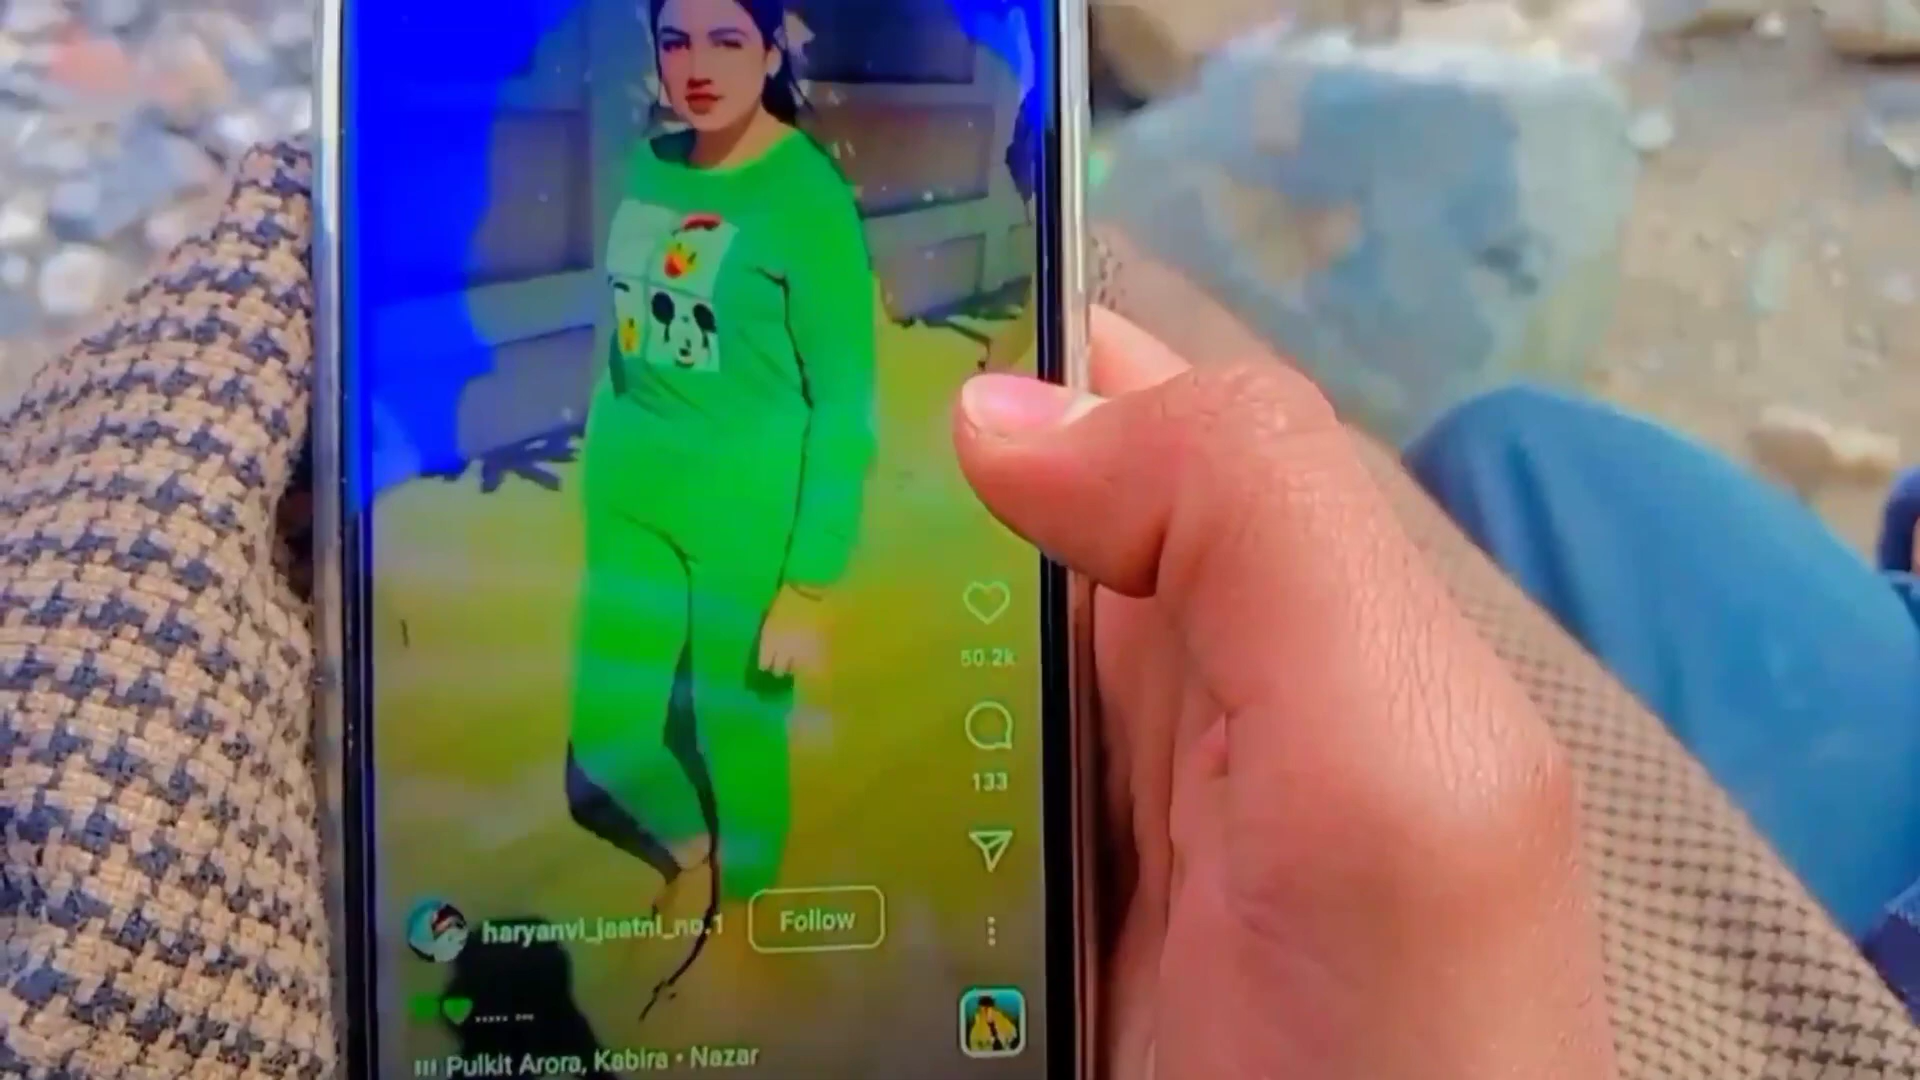 50.2k
133
haryanvi_jaatni_no.1
Follow
Pulkit Arora, Kabira • Nazar